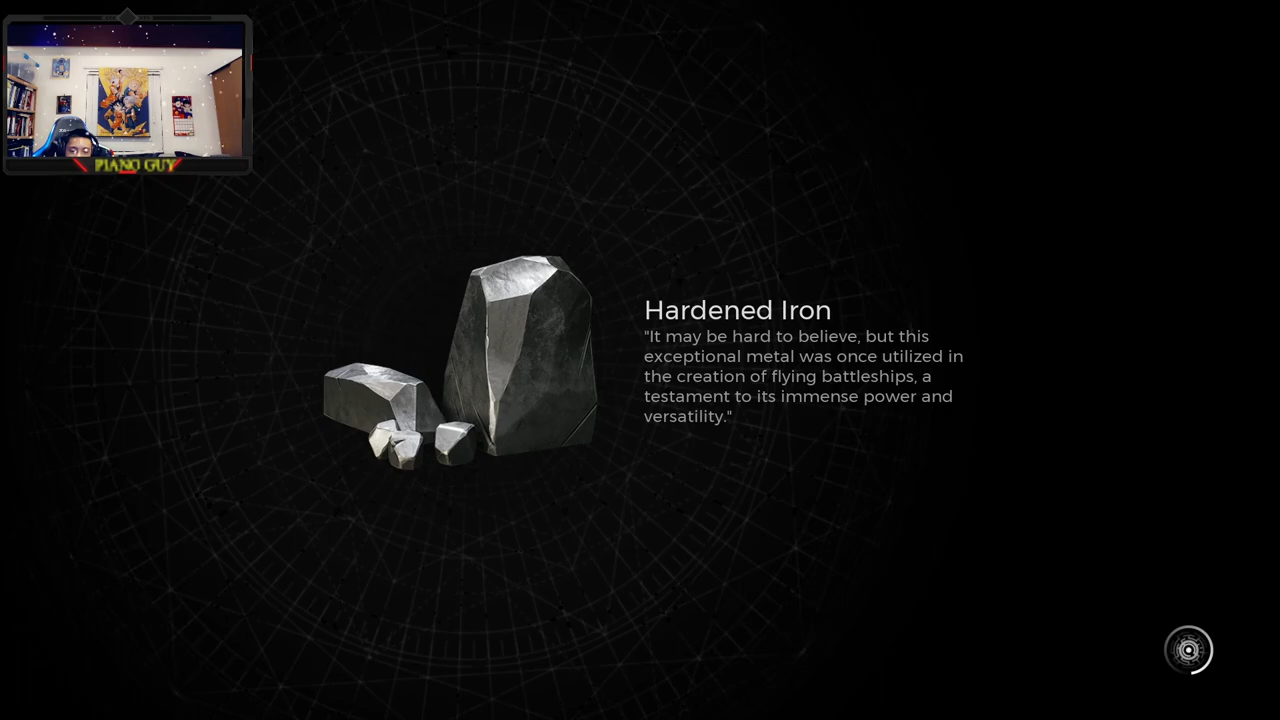 PIANO GUY
Hardened Iron
"It may be hard to believe, but this
exceptional metal was once utilized in
the creation of flying battleships, a
testament to its immense power and
versatility."